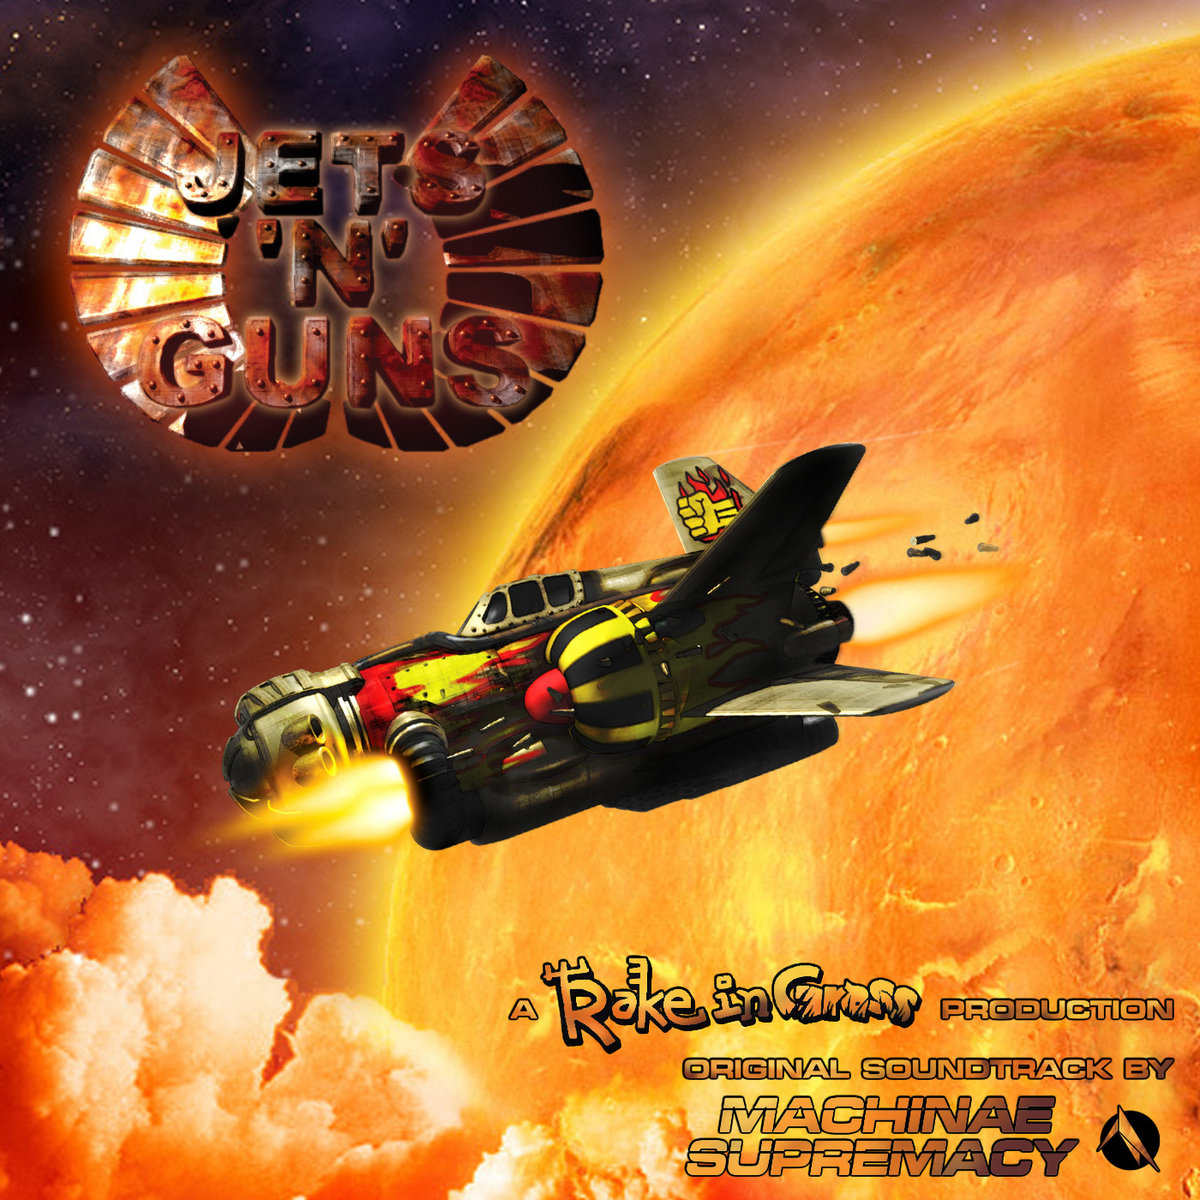 JETS
'N'
GUNS
A Rake in Grass PRODUCTION
ORIGINAL SOUNDTRACK BY
MACHINAE
SUPREMACY